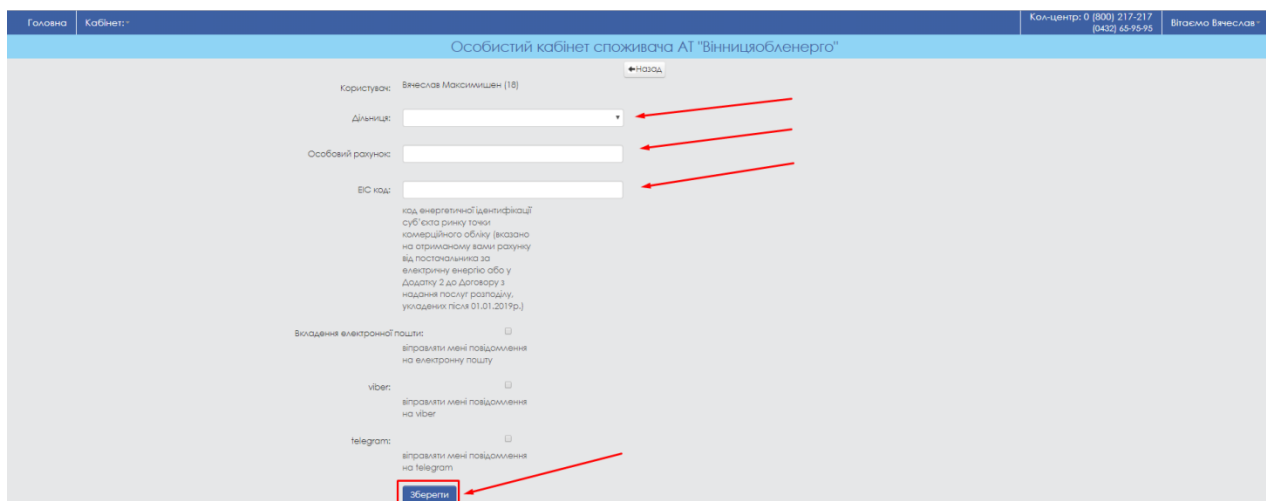 Головна Кабінет: Кол-центр: 0 (800) 217-217 Вітаємо Вячеслав
(0432) 65-95-95
Особистий кабінет споживача АТ "Вінницяобленерго"
Назад
Користувач: Вячеслав Максимишен (18)
Дільниця:
Особовий рахунок:
ЕІС код:
код енергетичної ідентифікації
суб'єкта ринку точки
комерційного обліку (вказано
на отриманому вами рахунку
від постачальника за
електричну енергію або у
Додатку 2 до Договору з
надання послуг розподілу,
укладених після 01.01.2019р.)
Вкладення електронної пошти:
віправляти мені повідомлення
на електронну пошту
viber:
віправляти мені повідомлення
на viber
telegram:
віправляти мені повідомлення
на telegram
Зберегти